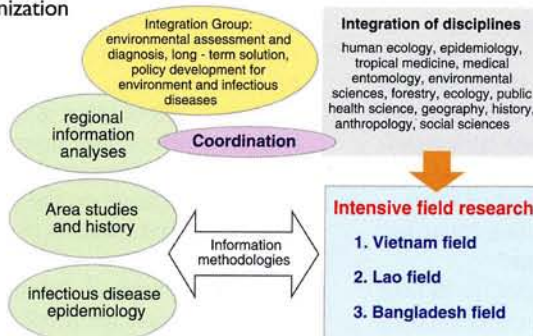 nization
Integration Group:
environmental assessment and
diagnosis, long - term solution,
policy development for
environment and infectious
diseases
regional
information
analyses
Coordination
Area studies
and history
infectious disease
epidemiology
Information
methodologies
Integration of disciplines
human ecology, epidemiology,
tropical medicine, medical
entomology, environmental
sciences, forestry, ecology, public
health science, geography, history,
anthropology, social sciences
Intensive field research
1. Vietnam field
2. Lao field
3. Bangladesh field